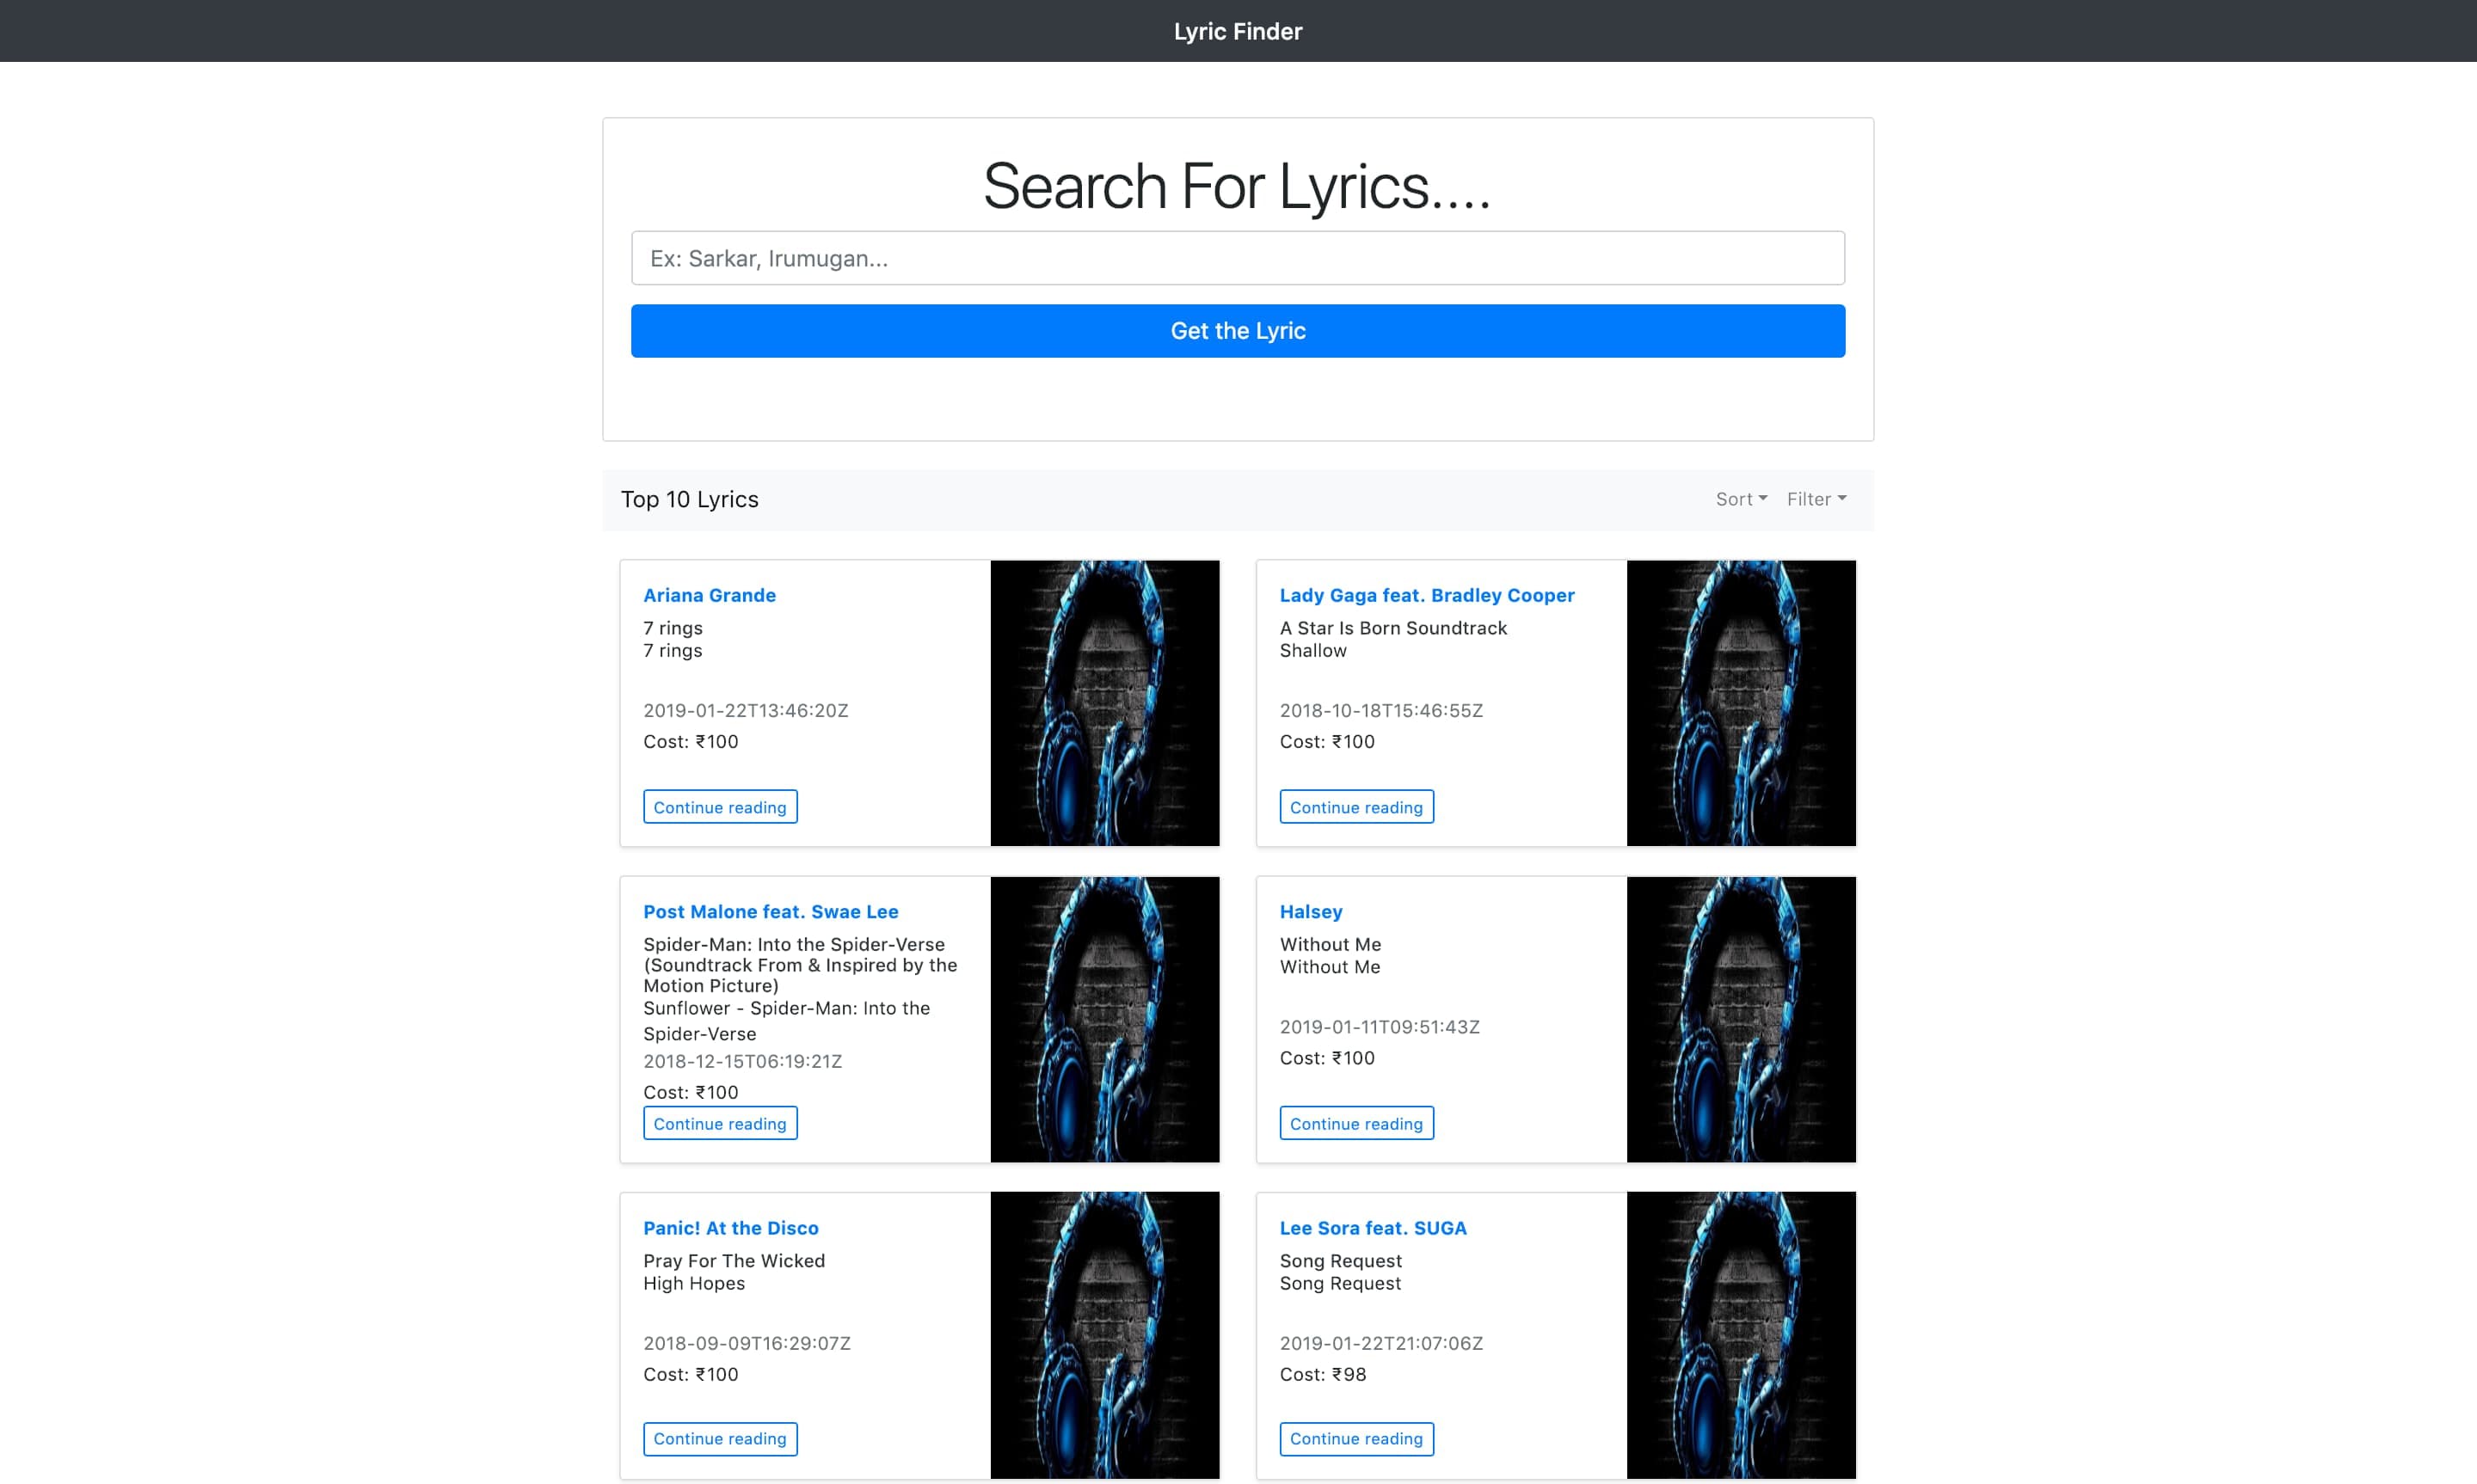 Lyric Finder
Search For Lyrics....
Ex: Sarkar, Irumugan...
Get the Lyric
Top 10 Lyrics
Sort
Filter
Ariana Grande
7 rings
7 rings
2019-01-22T13:46:20Z
Cost: ₹100
Continue reading
Lady Gaga feat. Bradley Cooper
A Star Is Born Soundtrack
Shallow
2018-10-18T15:46:55Z
Cost: ₹100
Continue reading
Post Malone feat. Swae Lee
Spider-Man: Into the Spider-Verse
(Soundtrack From & Inspired by the
Motion Picture)
Sunflower - Spider-Man: Into the
Spider-Verse
2018-12-15T06:19:21Z
Cost: ₹100
Continue reading
Halsey
Without Me
Without Me
2019-01-11T09:51:43Z
Cost: ₹100
Continue reading
Panic! At the Disco
Pray For The Wicked
High Hopes
2018-09-09T16:29:07Z
Cost: ₹100
Continue reading
Lee Sora feat. SUGA
Song Request
Song Request
2019-01-22T21:07:06Z
Cost: ₹98
Continue reading